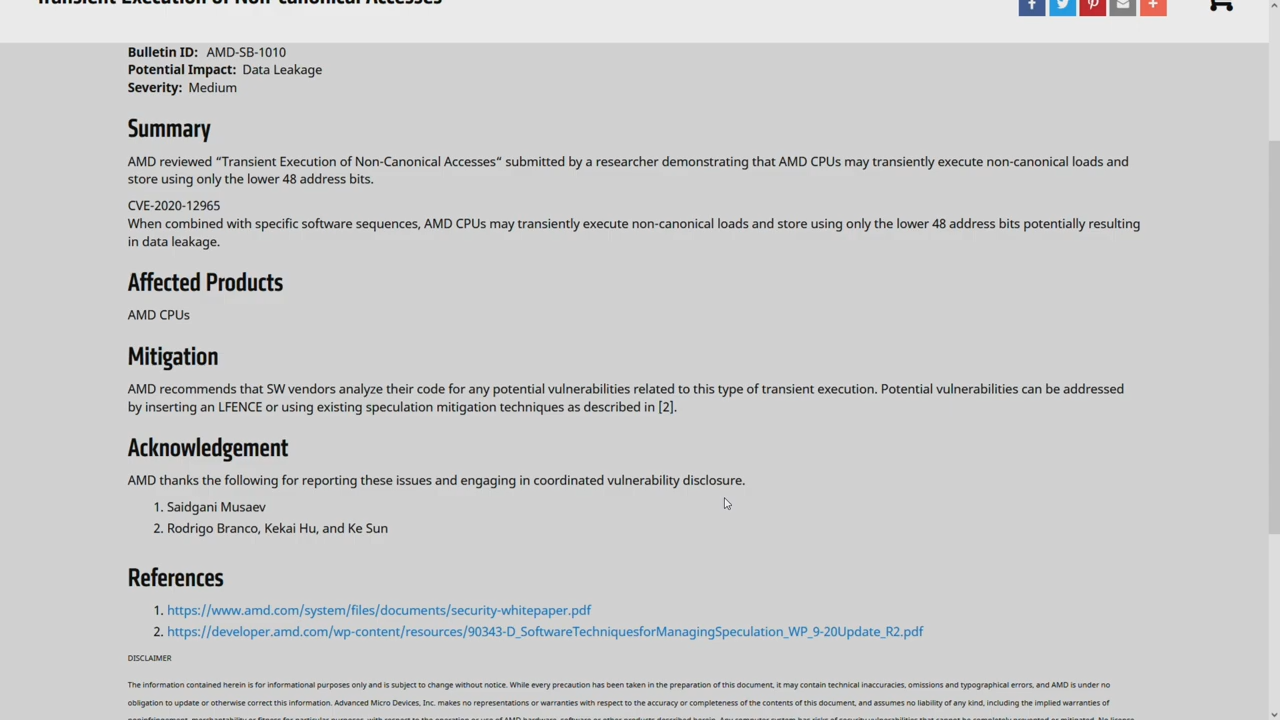 Transient Execution of Non-canonical Accesses
Bulletin ID: AMD-SB-1010
Potential Impact: Data Leakage
Severity: Medium
Summary
AMD reviewed “Transient Execution of Non-Canonical Accesses“ submitted by a researcher demonstrating that AMD CPUs may transiently execute non-canonical loads and
store using only the lower 48 address bits.
CVE-2020-12965
When combined with specific software sequences, AMD CPUs may transiently execute non-canonical loads and store using only the lower 48 address bits potentially resulting
in data leakage.
Affected Products
AMD CPUs
Mitigation
AMD recommends that SW vendors analyze their code for any potential vulnerabilities related to this type of transient execution. Potential vulnerabilities can be addressed
by inserting an LFENCE or using existing speculation mitigation techniques as described in [2].
Acknowledgement
AMD thanks the following for reporting these issues and engaging in coordinated vulnerability disclosure.
1. Saidgani Musaev
2. Rodrigo Branco, Kekai Hu, and Ke Sun
References
1. https://www.amd.com/system/files/documents/security-whitepaper.pdf
2. https://developer.amd.com/wp-content/resources/90343-D_SoftwareTechniquesforManagingSpeculation_WP_9-20Update_R2.pdf
DISCLAIMER
The information contained herein is for informational purposes only and is subject to change without notice. While every precaution has been taken in the preparation of this document, it may contain technical inaccuracies, omissions and typographical errors, and AMD is under no
obligation to update or otherwise correct this information. Advanced Micro Devices, Inc. makes no representations or warranties with respect to the accuracy or completeness of the contents of this document, and assumes no liability of any kind, including the implied warranties of